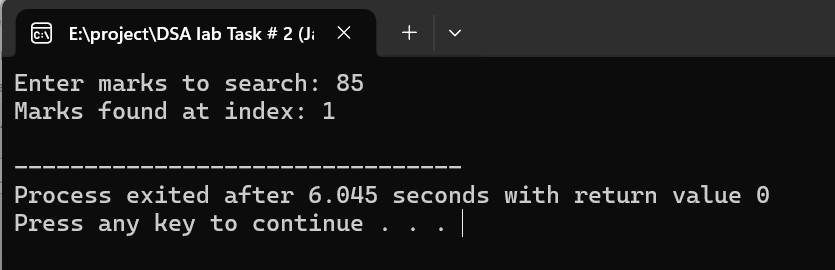 E:\project\DSA lab Task # 2 (Ja
Enter marks to search: 85
Marks found at index: 1
--------------------------------
Process exited after 6.045 seconds with return value 0
Press any key to continue . . .